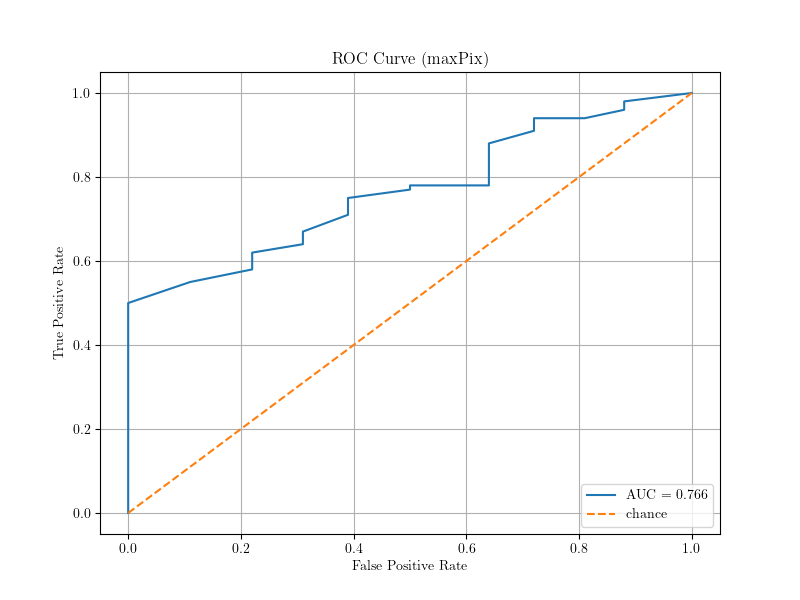 ROC Curve (maxPix)
1.0
0.8
0.6
0.4
0.2
0.0
True Positive Rate
0.0 0.2 0.4 0.6 0.8 1.0
False Positive Rate
AUC = 0.766
chance